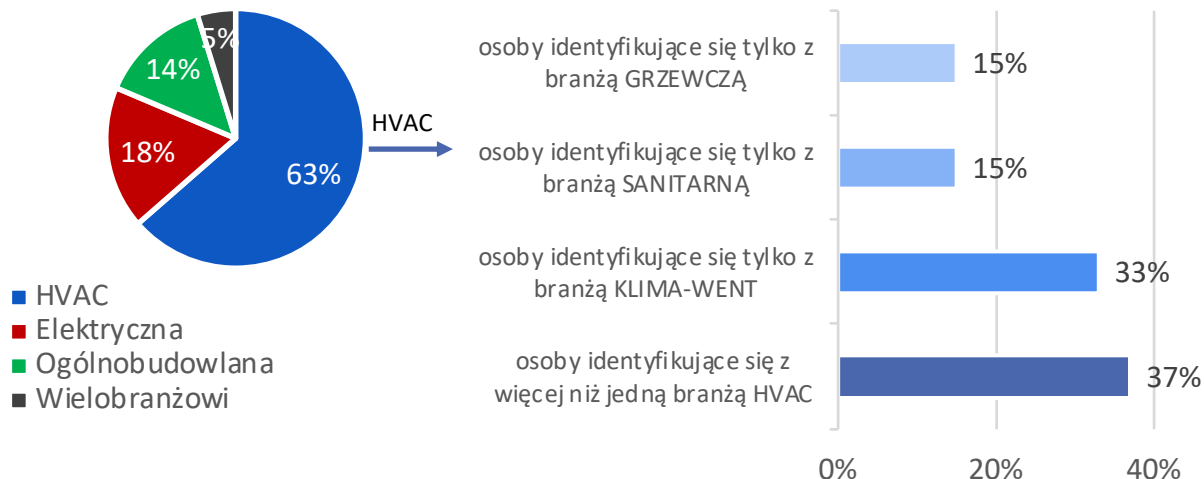 5%
14%
18%
63%
HVAC
Elektryczna
Ogólnobudowlana
Wielobranżowi
HVAC
osoby identyfikujące się tylko z
branżą GRZEWCZĄ
15%
osoby identyfikujące się tylko z
branżą SANITARNĄ
15%
osoby identyfikujące się tylko z
branżą KLIMA-WENT
33%
osoby identyfikujące się z
więcej niż jedną branżą HVAC
37%
0%
20%
40%